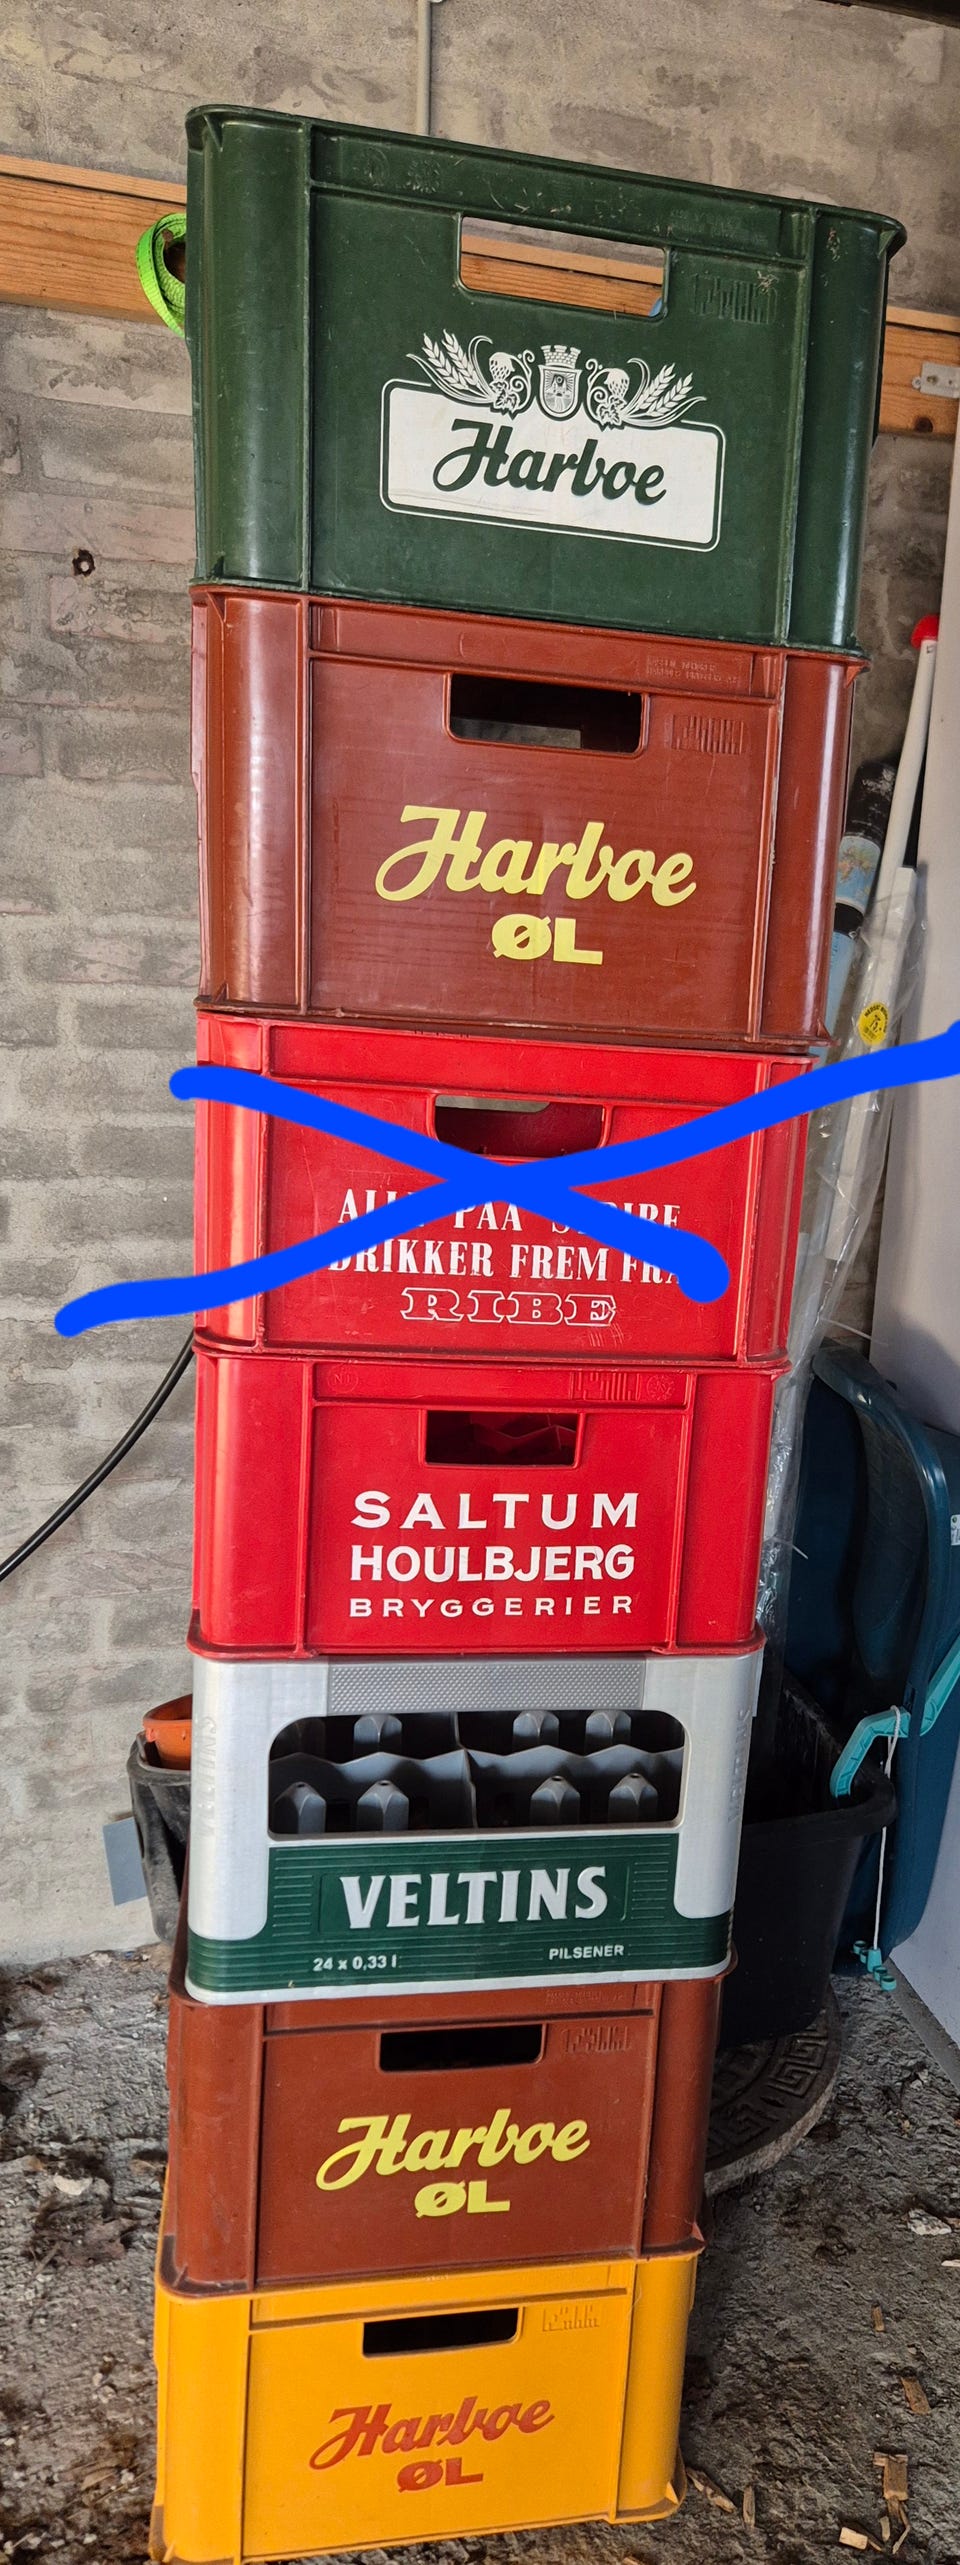 Harboe
Harboe
ØL
PAA
DRIKKER FREM FRA
RIBE
SALTUM
HOULBJERG
BRYGGERIER
VELTINS
24 x 0,33 l
PILSENER
Harboe
ØL
Harboe
ØL